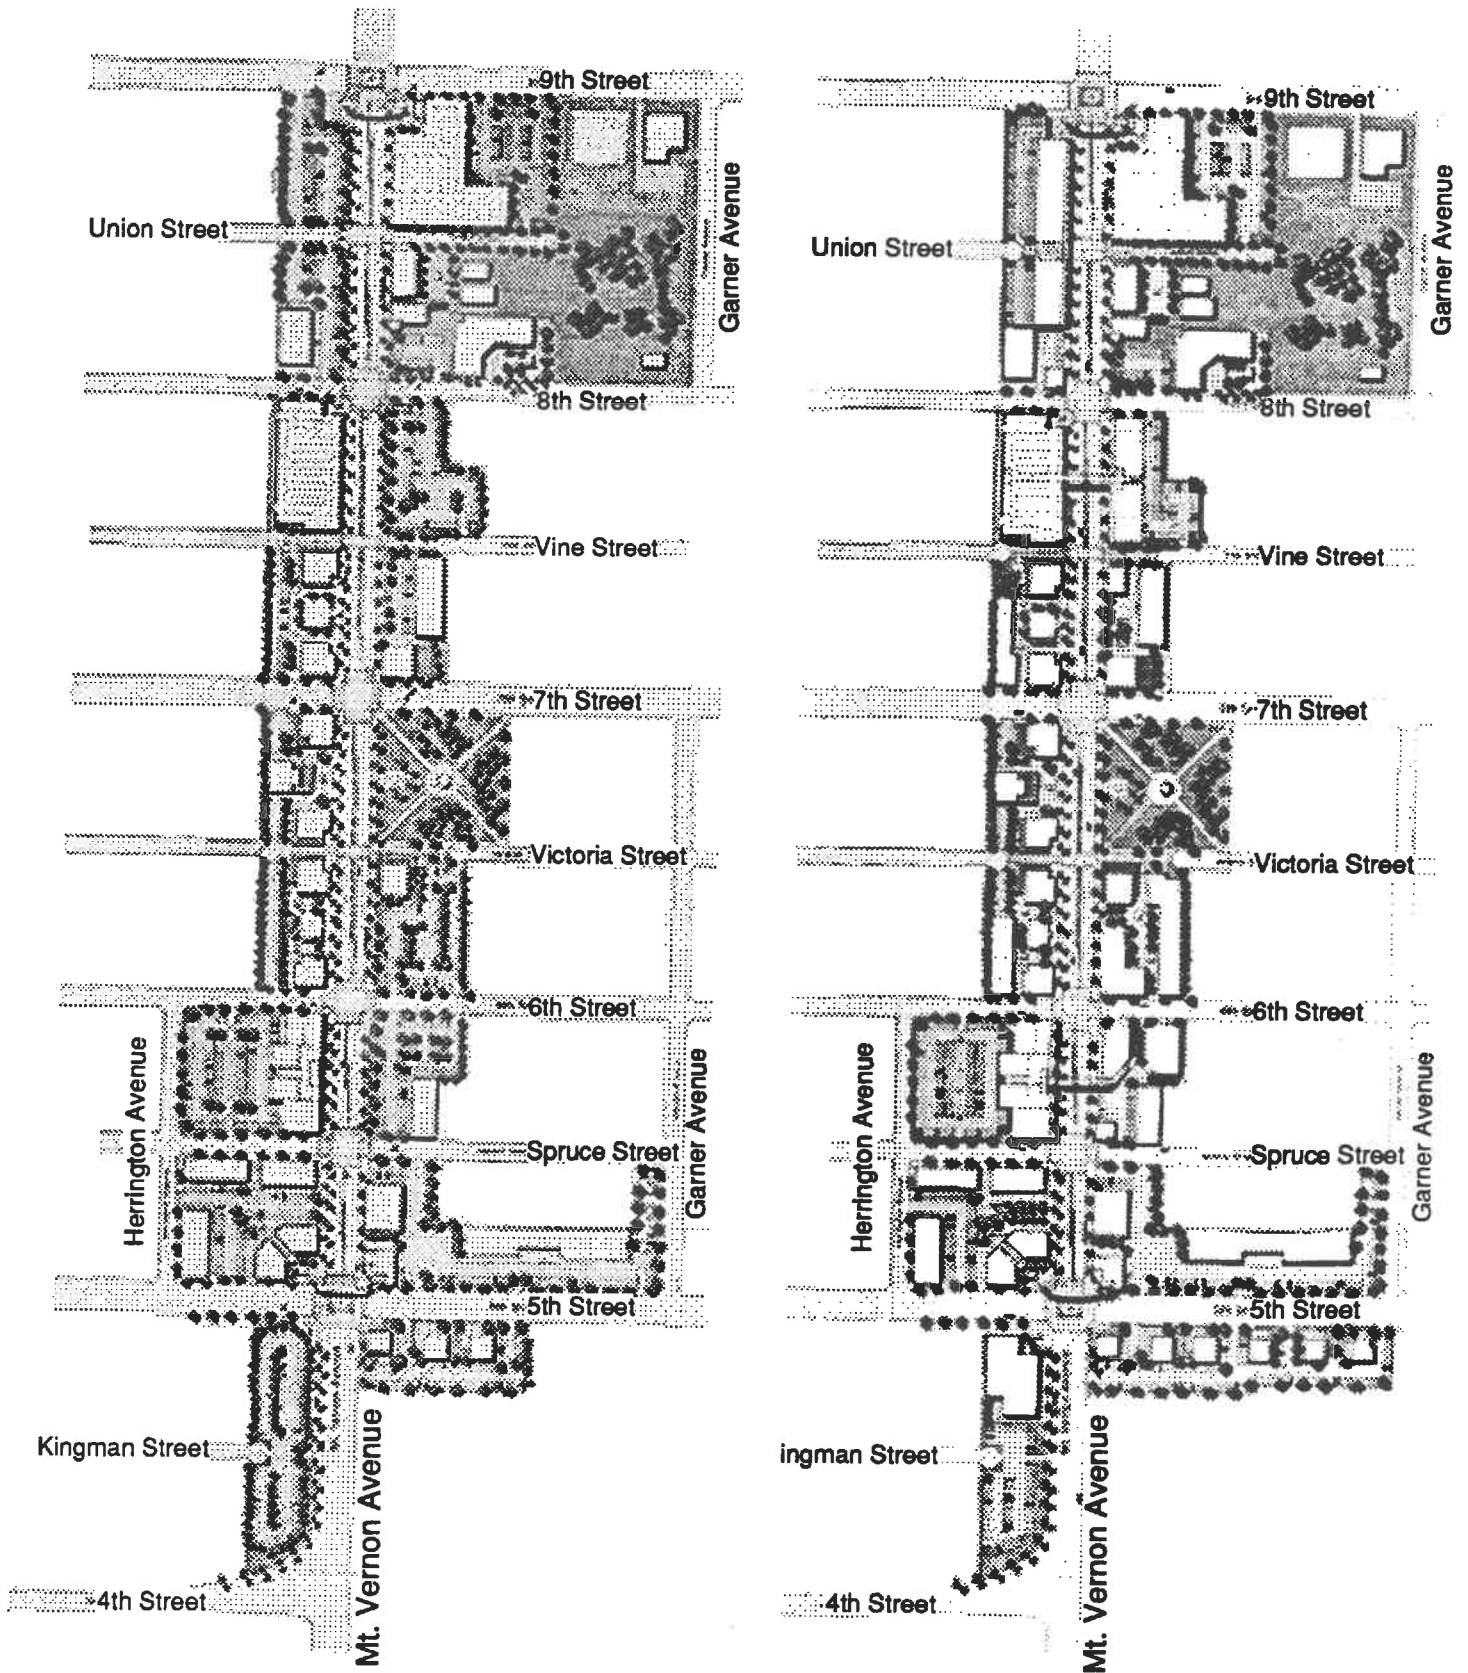 9th Street
Union Street
Garner Avenue
8th Street
Vine Street
7th Street
Victoria Street
6th Street
Herrington Avenue
Spruce Street
Garner Avenue
5th Street
Kingman Street
Mt. Vernon Avenue
4th Street
9th Street
Union Street
Garner Avenue
8th Street
Vine Street
7th Street
Victoria Street
6th Street
Herrington Avenue
Spruce Street
Garner Avenue
5th Street
ingman Street
Mt. Vernon Avenue
4th Street